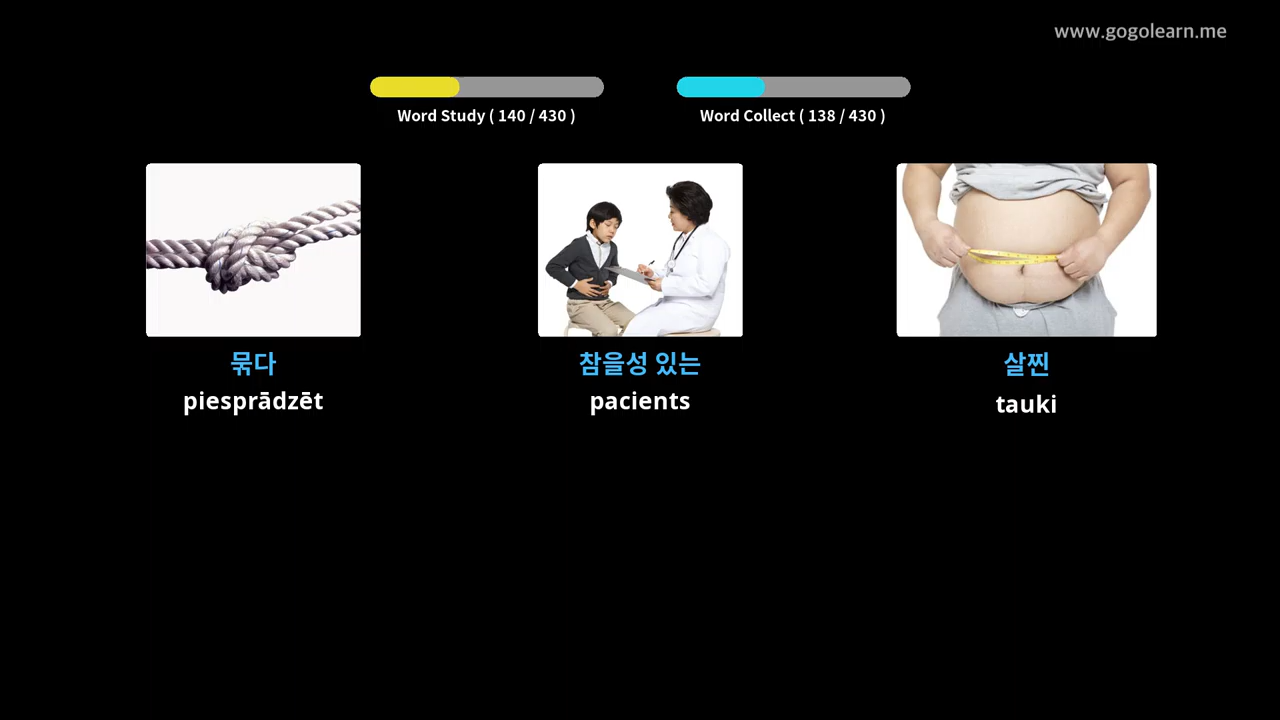 www.gogolearn.me
Word Study ( 140 / 430 )
Word Collect ( 138 / 430 )
묶다
piesprādzēt
참을성 있는
pacients
살찐
tauki